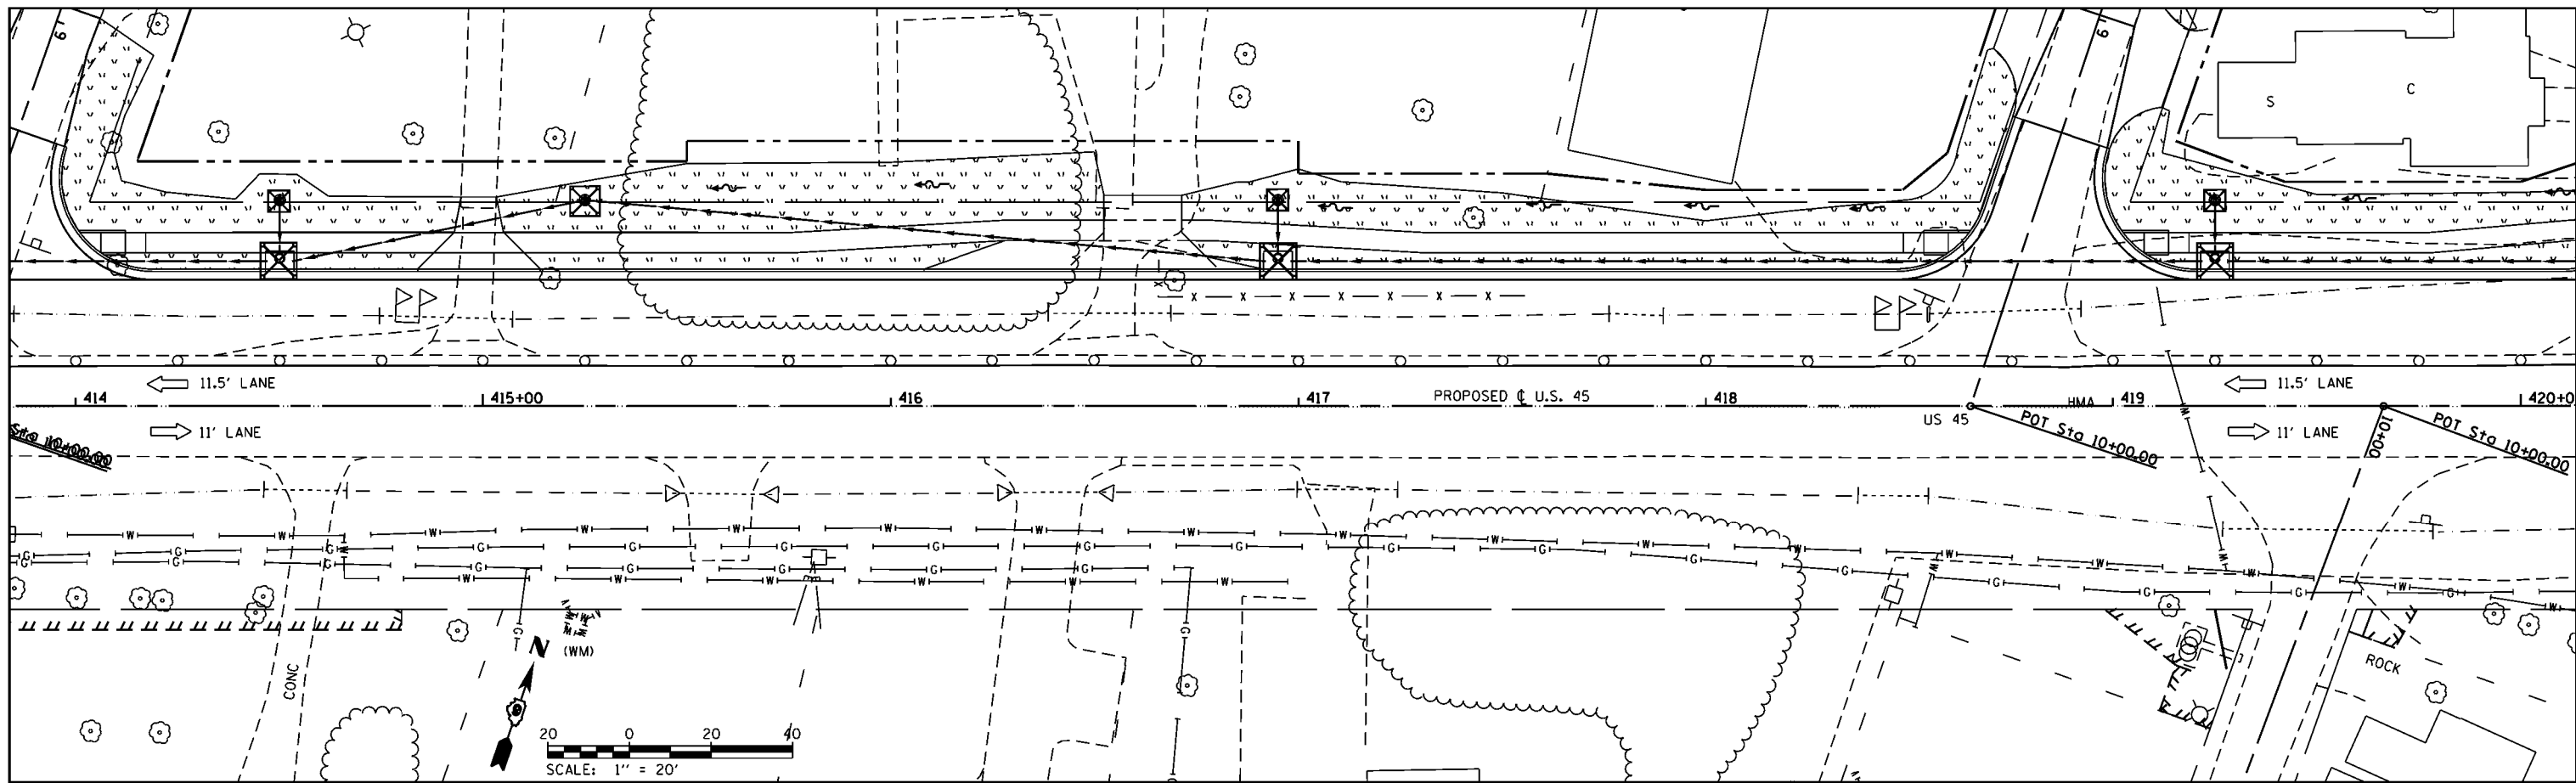 19
19
S
C
11.5' LANE
11.5' LANE
414
415+00
416
417
PROPOSED ℄ U.S. 45
418
HMA
419
420+0
US 45
11' LANE
11' LANE
Sta 10+00.00
POT Sta 10+00.00
10+00
POT Sta 10+00.00
X X X X X X X
W W W W W W W W W W W W W W W
G G G G G G G G G G G G G G G
CONC
N
(WM)
ROCK
20 0 20 40
SCALE: 1" = 20'